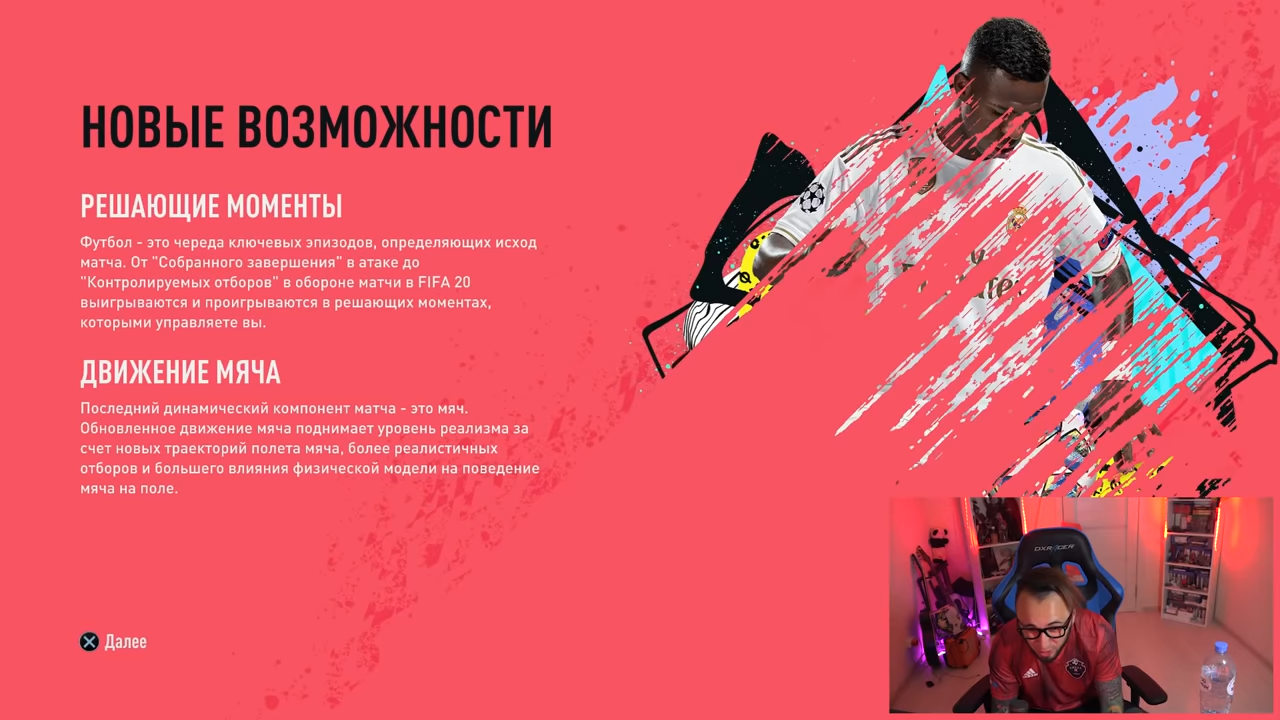 НОВЫЕ ВОЗМОЖНОСТИ
РЕШАЮЩИЕ МОМЕНТЫ
Футбол - это череда ключевых эпизодов, определяющих исход
матча. От "Собранного завершения" в атаке до
"Контролируемых отборов" в обороне матчи в FIFA 20
выигрываются и проигрываются в решающих моментах,
которыми управляете вы.
ДВИЖЕНИЕ МЯЧА
Последний динамический компонент матча - это мяч.
Обновленное движение мяча поднимает уровень реализма за
счет новых траекторий полета мяча, более реалистичных
отборов и большего влияния физической модели на поведение
мяча на поле.
Далее
DXRACER